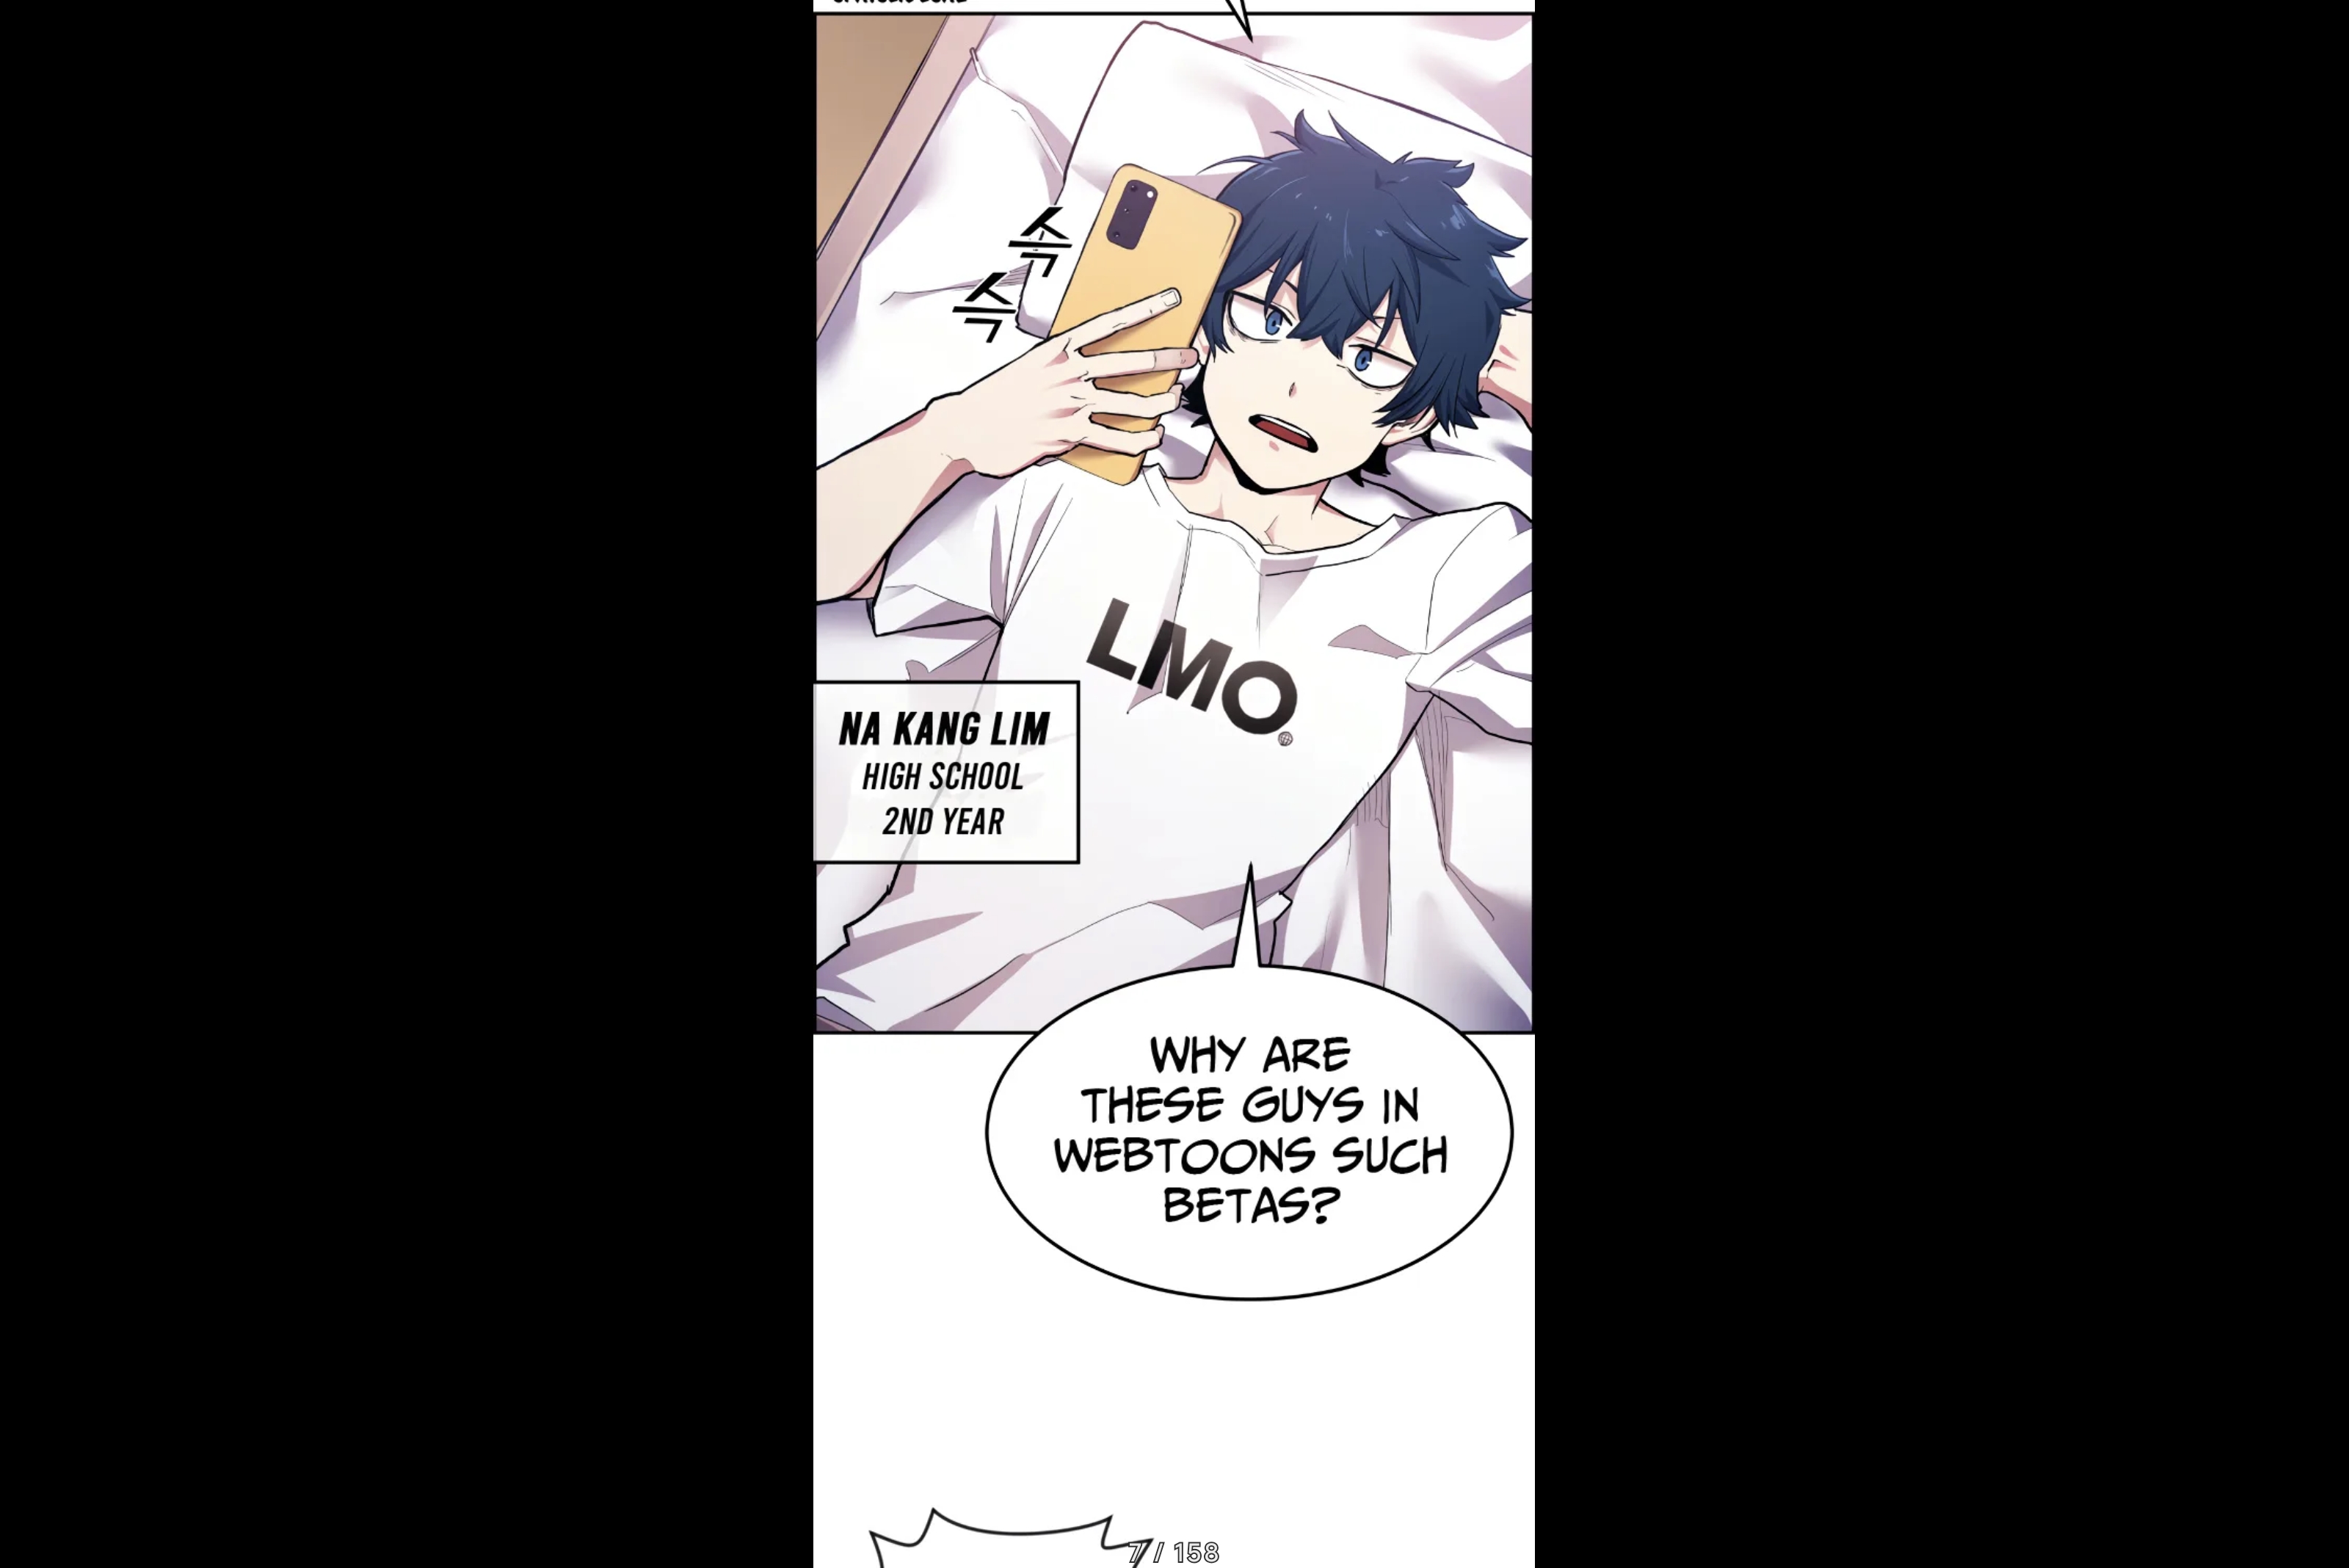 슥
슥
LMO
NA KANG LIM
HIGH SCHOOL
2ND YEAR
WHY ARE
THESE GUYS IN
WEBTOONS SUCH
BETAS?
7 / 158